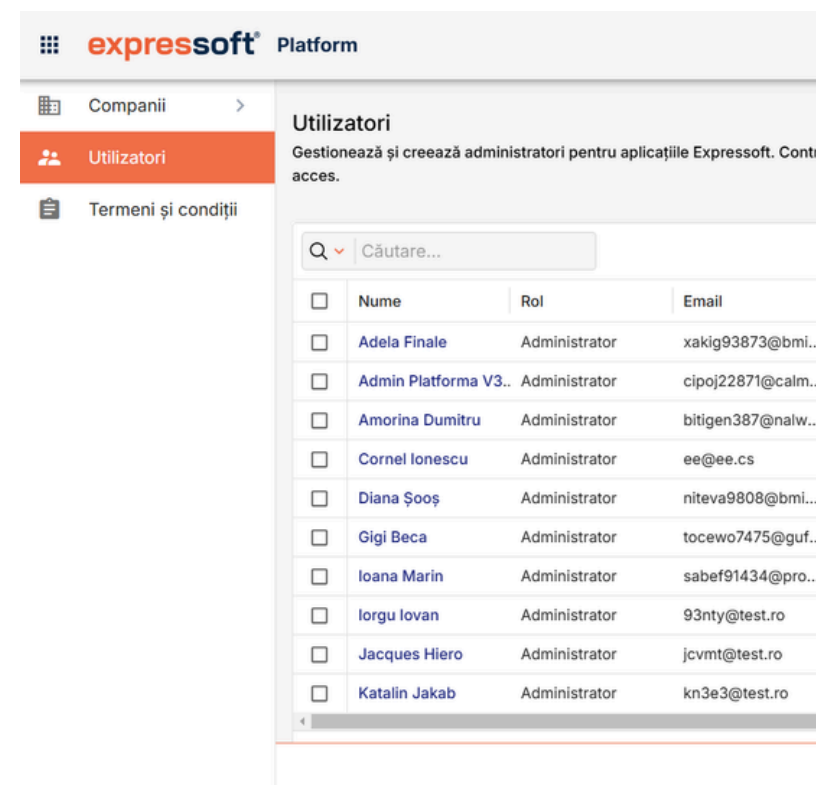 expressoft® Platform
Companii
Utilizatori
Termeni și condiții
Utilizatori
Gestionează și creează administratori pentru aplicațiile Expressoft. Contr
acces.
Căutare...
Nume Rol Email
Adela Finale Administrator xakig93873@bmi...
Admin Platforma V3.. Administrator cipoj22871@calm..
Amorina Dumitru Administrator bitigen387@nalw..
Cornel Ionescu Administrator ee@ee.cs
Diana Șooș Administrator niteva9808@bmi...
Gigi Beca Administrator tocewo7475@guf..
Ioana Marin Administrator sabef91434@pro..
Iorgu Iovan Administrator 93nty@test.ro
Jacques Hiero Administrator jcvmt@test.ro
Katalin Jakab Administrator kn3e3@test.ro